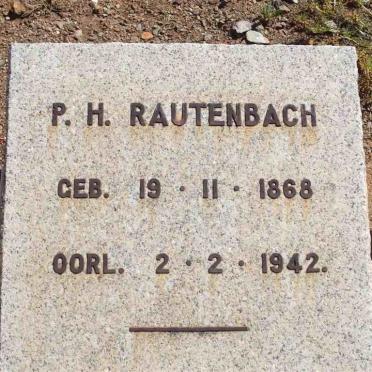 P. H. RAUTENBACH
GEB. 19 · 11 · 1868
OORL. 2 · 2 · 1942.